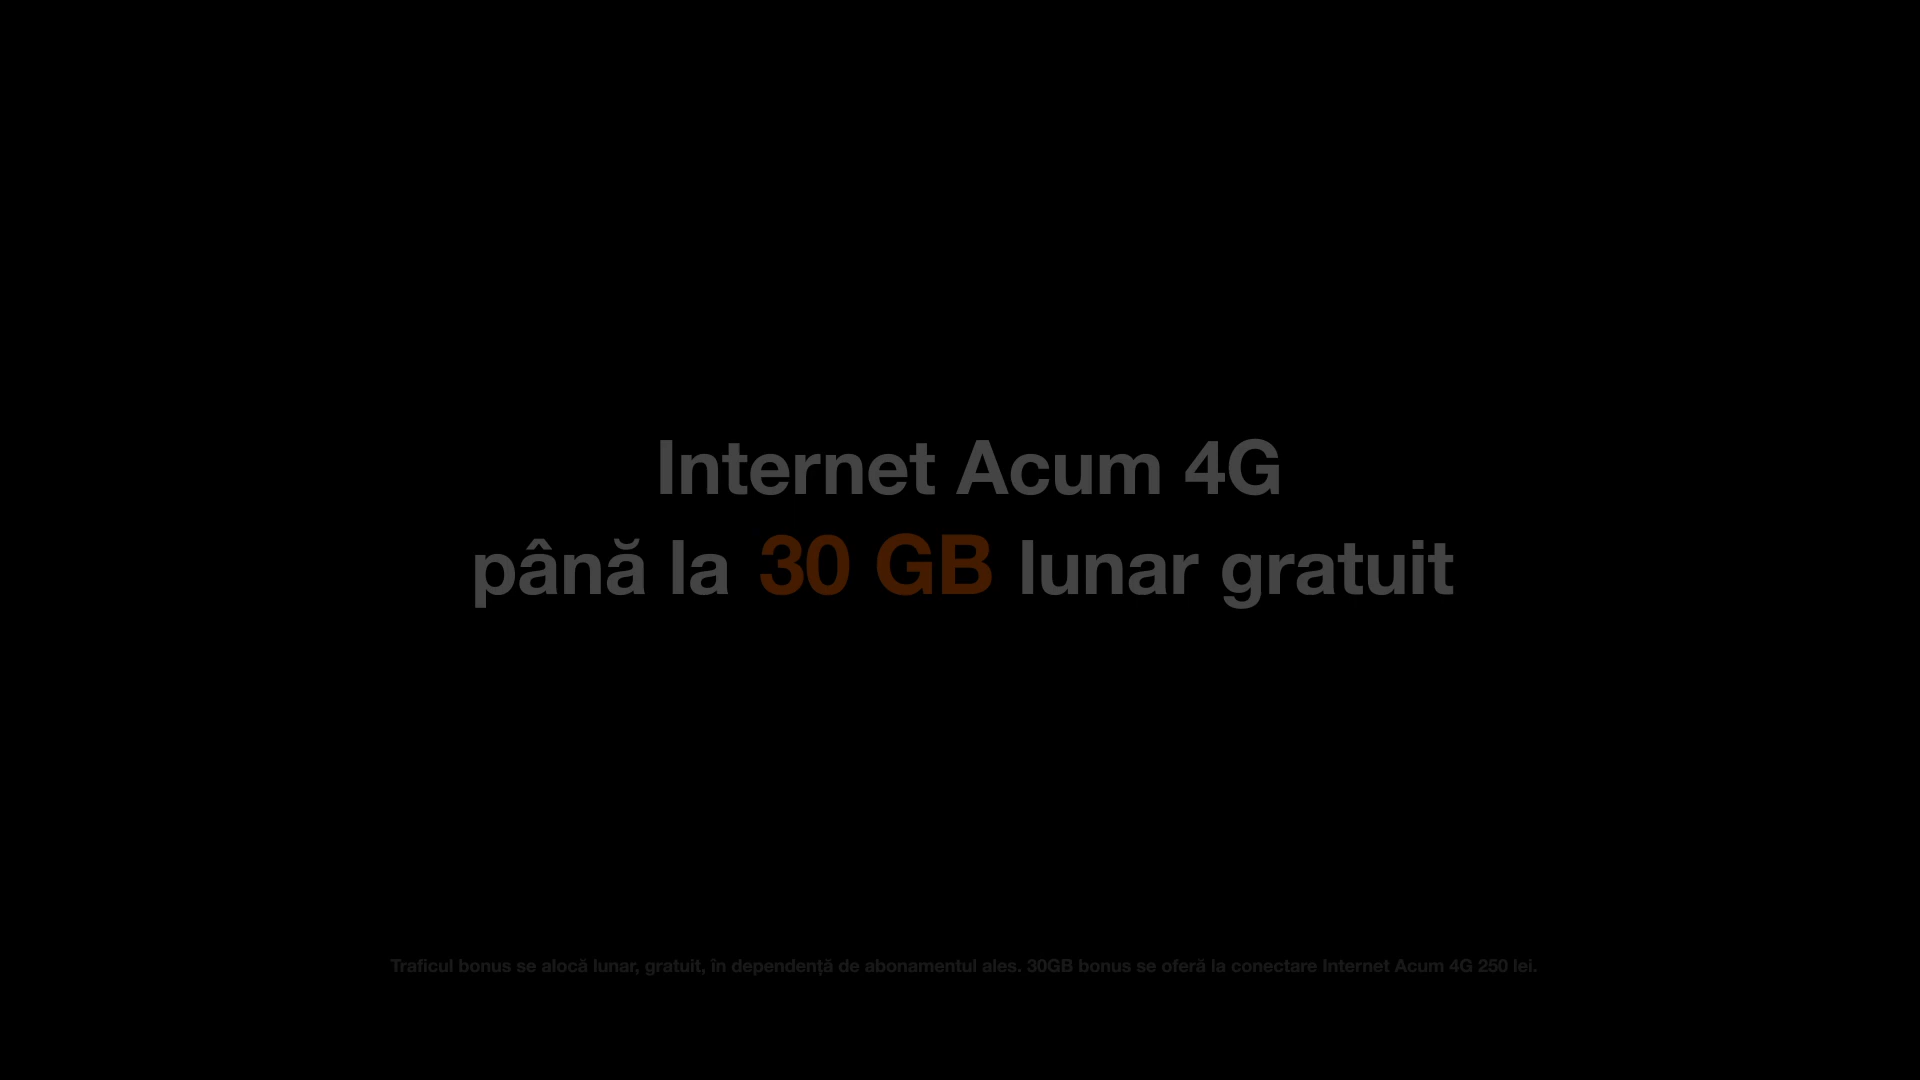 Internet Acum 4G
până la 30 GB lunar gratuit
Traficul bonus se alocă lunar, gratuit, în dependență de abonamentul ales. 30GB bonus se oferă la conectare Internet Acum 4G 250 lei.